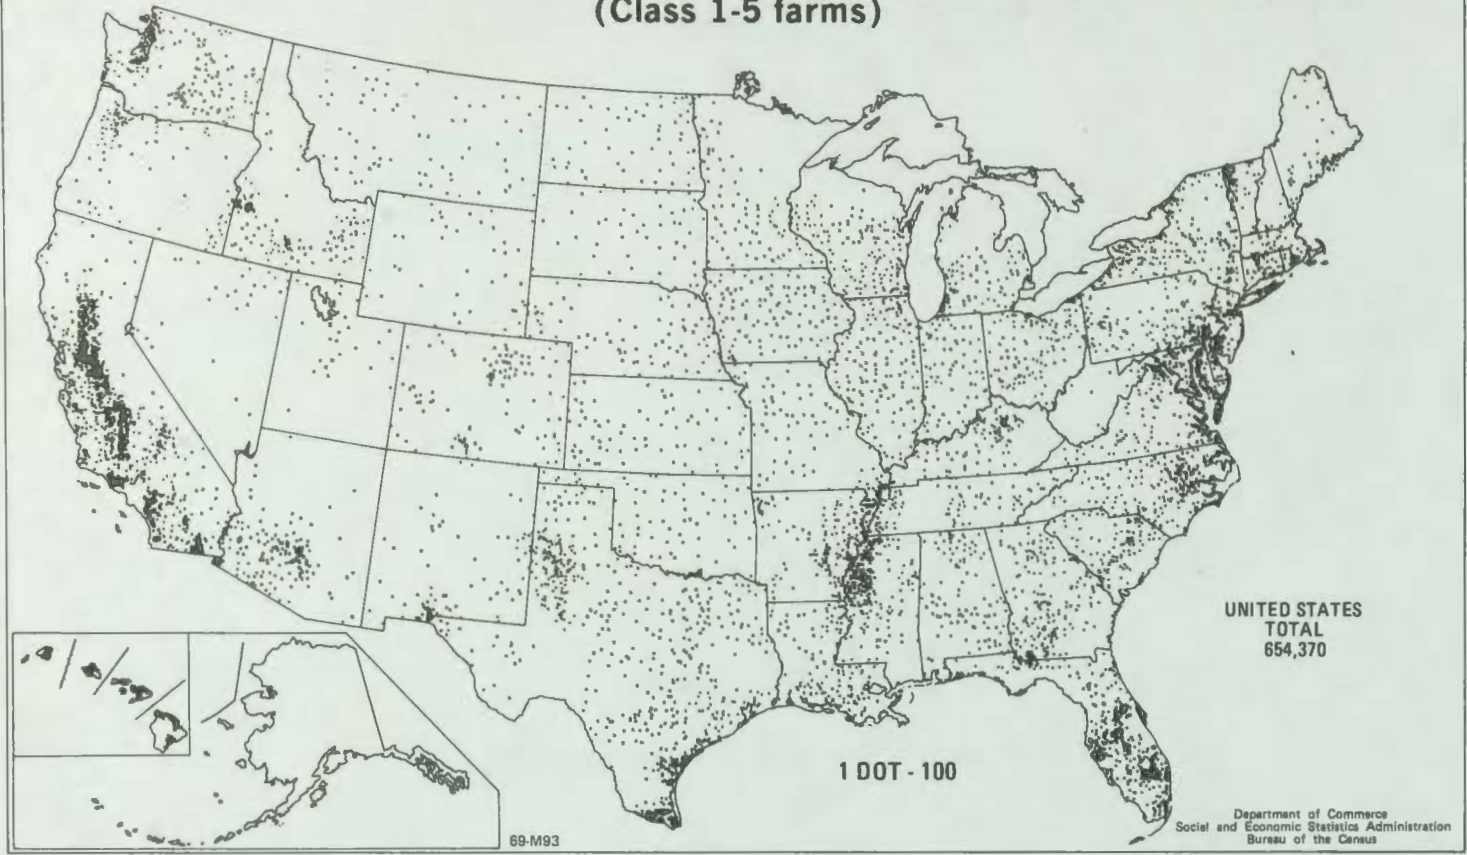 (Class 1-5 farms)
UNITED STATES
TOTAL
654,370
1 DOT - 100
69-M93
Department of Commerce
Social and Economic Statistics Administration
Bureau of the Census